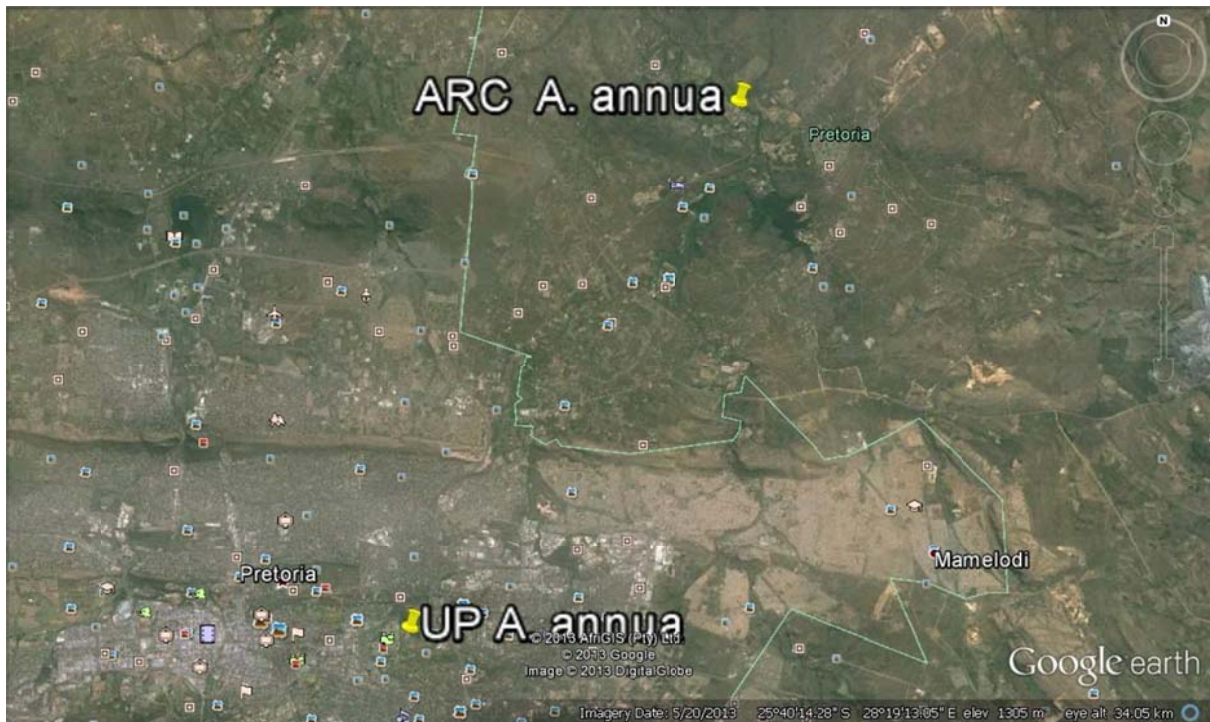 N
ARC A. annua
Pretoria
Pretoria
Mamelodi
UP A. annua
© 2013 AfriGIS (Pty) Ltd.
© 2013 Google
Image © 2013 DigitalGlobe
Google earth
Imagery Date: 5/20/2013 25°40'14.28" S 28°19'13.05" E elev 1305 m eye alt 34.05 km